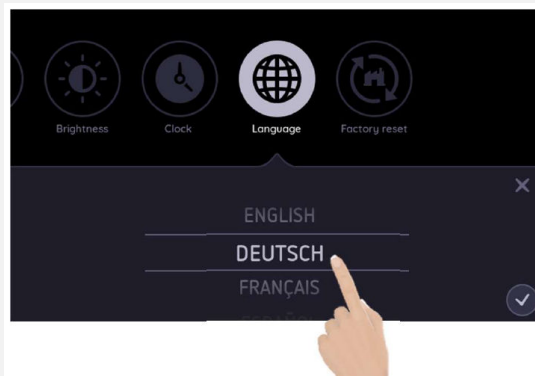 Brightness Clock Language Factory reset
ENGLISH
DEUTSCH
FRANÇAIS